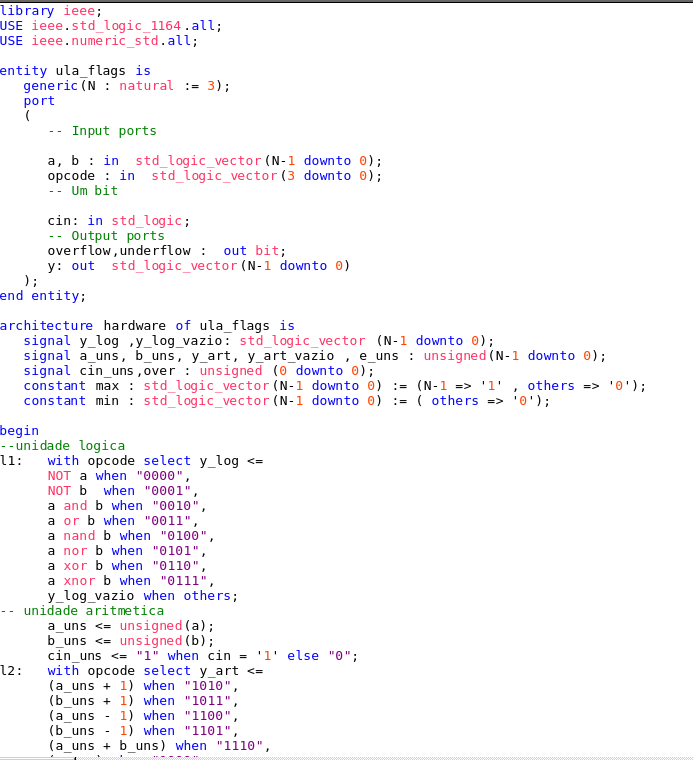 library ieee;
USE ieee.std_logic_1164.all;
USE ieee.numeric_std.all;
entity ula_flags is
generic(N : natural := 3);
port
(
-- Input ports
a, b : in std_logic_vector(N-1 downto 0);
opcode : in std_logic_vector(3 downto 0);
-- Um bit
cin: in std_logic;
-- Output ports
overflow,underflow : out bit;
y: out std_logic_vector(N-1 downto 0)
);
end entity;
architecture hardware of ula_flags is
signal y_log ,y_log_vazio: std_logic_vector (N-1 downto 0);
signal a_uns, b_uns, y_art, y_art_vazio , e_uns : unsigned(N-1 downto 0);
signal cin_uns,over : unsigned (0 downto 0);
constant max : std_logic_vector(N-1 downto 0) := (N-1 => '1' , others => '0');
constant min : std_logic_vector(N-1 downto 0) := ( others => '0');
begin
--unidade logica
l1: with opcode select y_log <=
NOT a when "0000",
NOT b when "0001",
a and b when "0010",
a or b when "0011",
a nand b when "0100",
a nor b when "0101",
a xor b when "0110",
a xnor b when "0111",
y_log_vazio when others;
-- unidade aritmetica
a_uns <= unsigned(a);
b_uns <= unsigned(b);
cin_uns <= "1" when cin = '1' else "0";
l2: with opcode select y_art <=
(a_uns + 1) when "1010",
(b_uns + 1) when "1011",
(a_uns - 1) when "1100",
(b_uns - 1) when "1101",
(a_uns + b_uns) when "1110",